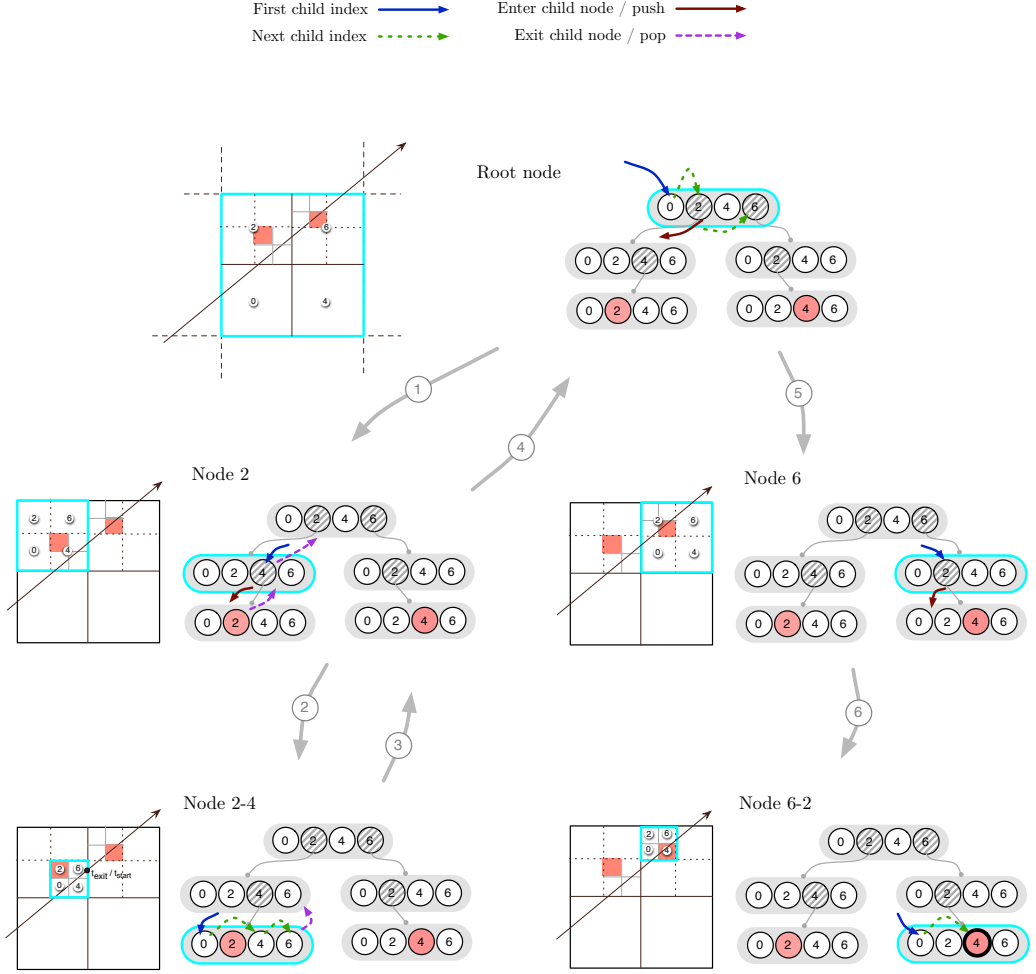 First child index
Enter child node / push
Next child index
Exit child node / pop
Root node
0 2 4 6
2 6
0 2 4 6
0 2 4 6
0 4
0 2 4 6
0 2 4 6
1
5
4
Node 2
Node 6
2 6
0 4
0 2 4 6
0 2 4 6
0 2 4 6
0 2 4 6
0 2 4 6
2 6
0 4
0 2 4 6
0 2 4 6
0 2 4 6
0 2 4 6
0 2 4 6
2
3
6
Node 2-4
Node 6-2
2 6
0 4
texit / tstart
0 2 4 6
0 2 4 6
0 2 4 6
0 2 4 6
0 2 4 6
2 6
0 4
0 2 4 6
0 2 4 6
0 2 4 6
0 2 4 6
0 2 4 6